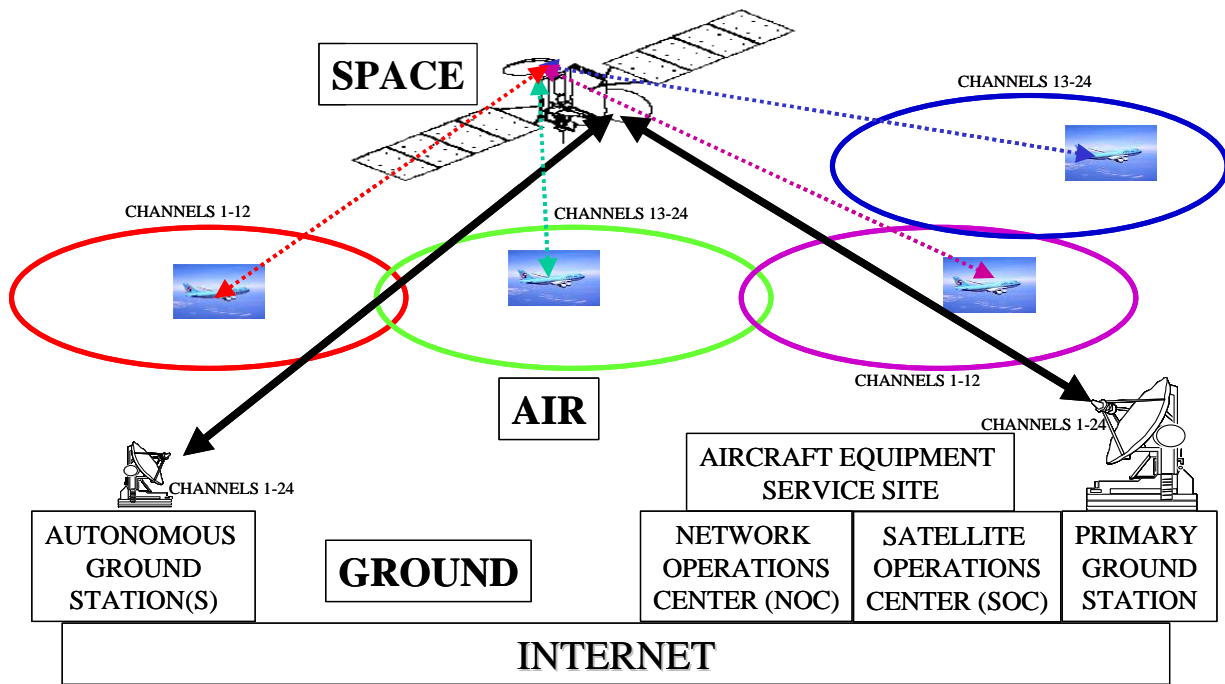 SPACE
CHANNELS 13-24
CHANNELS 1-12
CHANNELS 13-24
CHANNELS 1-12
AIR
CHANNELS 1-24
CHANNELS 1-24
AIRCRAFT EQUIPMENT
SERVICE SITE
AUTONOMOUS
GROUND
STATION(S)
GROUND
NETWORK
OPERATIONS
CENTER (NOC)
SATELLITE
OPERATIONS
CENTER (SOC)
PRIMARY
GROUND
STATION
INTERNET